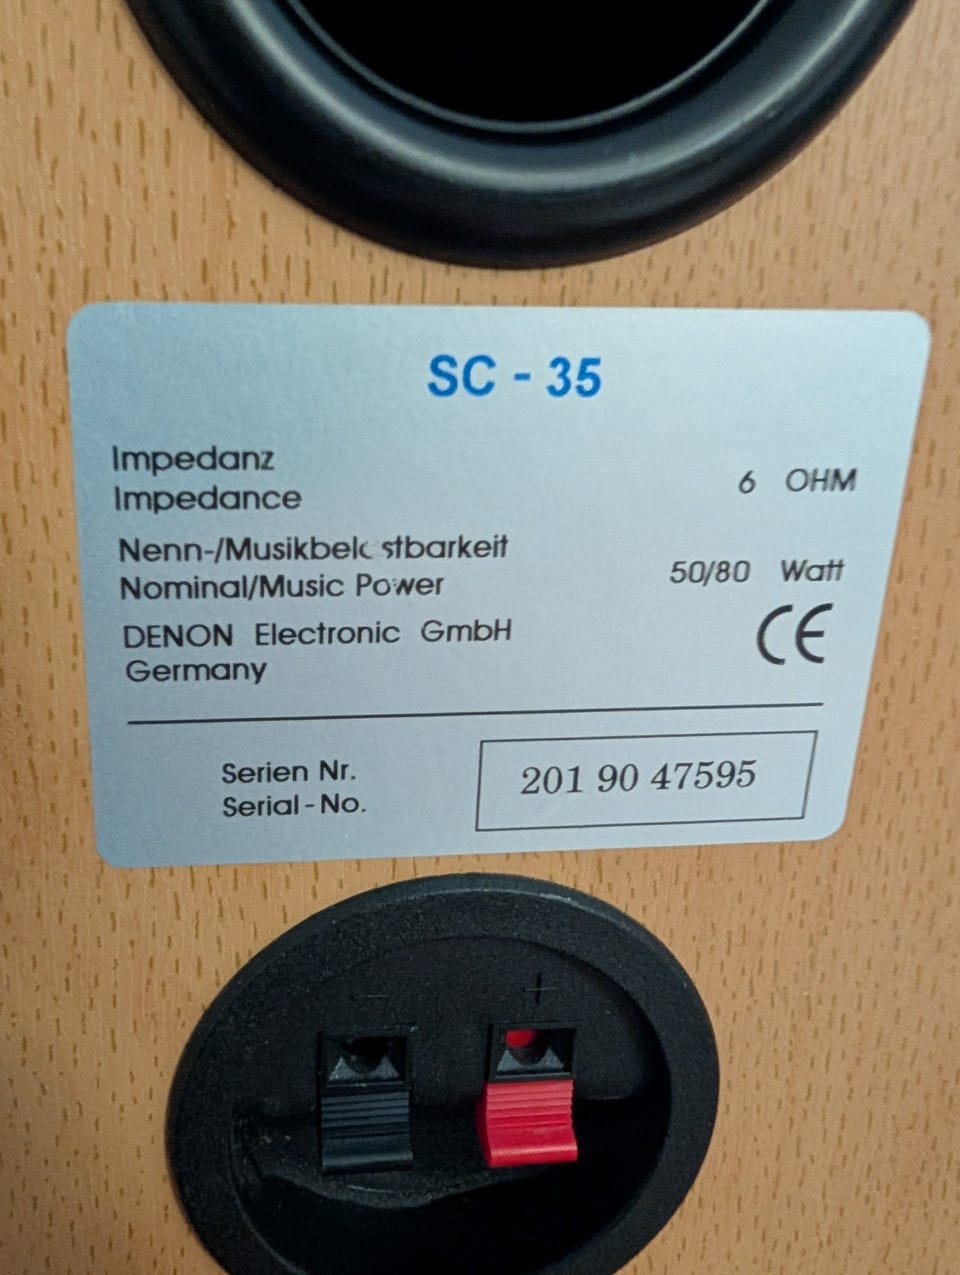 SC - 35
Impedanz
Impedance
6 OHM
Nenn-/Musikbelastbarkeit
Nominal/Music Power
50/80 Watt
DENON Electronic GmbH
Germany
CE
Serien Nr.
Serial-No.
201 90 47595
- +